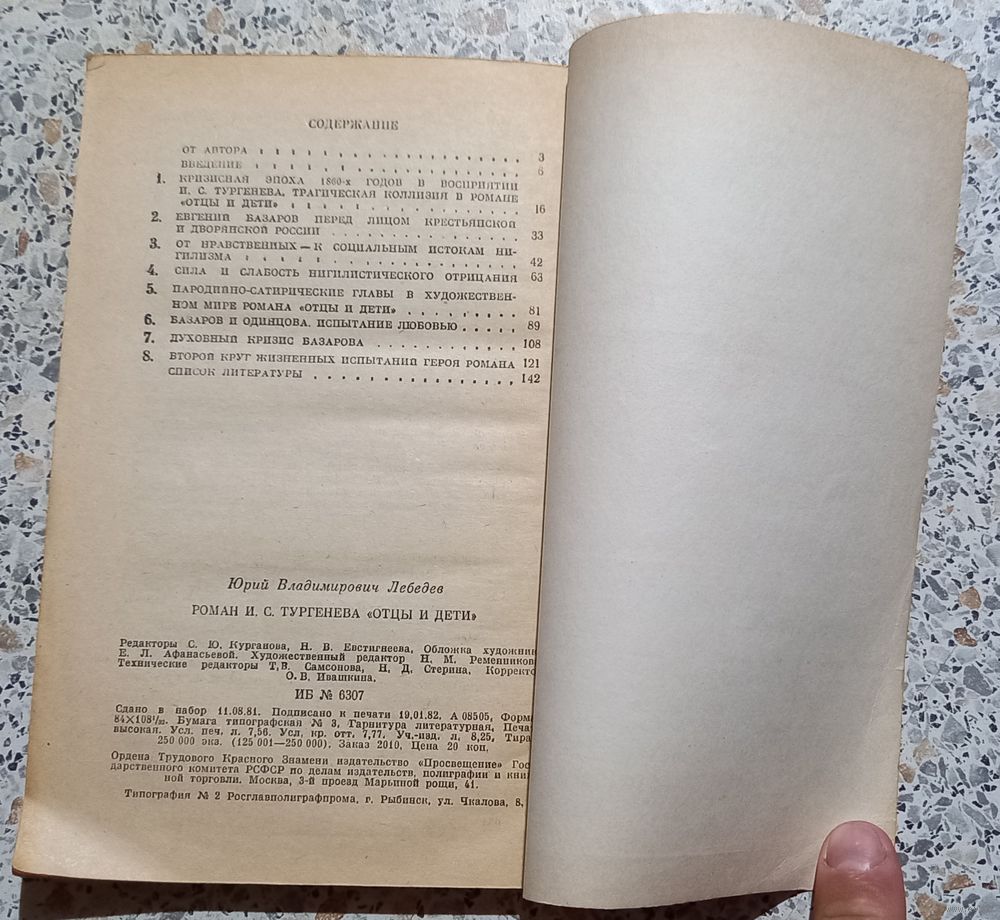 СОДЕРЖАНИЕ
ОТ АВТОРА . . . . . . . . . . . . . . . 3
ВВЕДЕНИЕ . . . . . . . . . . . . . . . 6
1. КРИЗИСНАЯ ЭПОХА 1860-х ГОДОВ В ВОСПРИЯТИИ
И. С. ТУРГЕНЕВА. ТРАГИЧЕСКАЯ КОЛЛИЗИЯ В РОМАНЕ
«ОТЦЫ И ДЕТИ» . . . . . . . . . . . . . 16
2. ЕВГЕНИЙ БАЗАРОВ ПЕРЕД ЛИЦОМ КРЕСТЬЯНСКОЙ
И ДВОРЯНСКОЙ РОССИИ . . . . . . . . . . . 33
3. ОТ НРАВСТВЕННЫХ — К СОЦИАЛЬНЫМ ИСТОКАМ НИ-
ГИЛИЗМА . . . . . . . . . . . . . . . 42
4. СИЛА И СЛАБОСТЬ НИГИЛИСТИЧЕСКОГО ОТРИЦАНИЯ 63
5. ПАРОДИЙНО-САТИРИЧЕСКИЕ ГЛАВЫ В ХУДОЖЕСТВЕН-
НОМ МИРЕ РОМАНА «ОТЦЫ И ДЕТИ» . . . . . . . 81
6. БАЗАРОВ И ОДИНЦОВА. ИСПЫТАНИЕ ЛЮБОВЬЮ . . . . 89
7. ДУХОВНЫЙ КРИЗИС БАЗАРОВА . . . . . . . . . . 108
8. ВТОРОЙ КРУГ ЖИЗНЕННЫХ ИСПЫТАНИЙ ГЕРОЯ РОМАНА 121
СПИСОК ЛИТЕРАТУРЫ . . . . . . . . . . . . . 142
Юрий Владимирович Лебедев
РОМАН И. С. ТУРГЕНЕВА «ОТЦЫ И ДЕТИ»
Редакторы С. Ю. Курганова, Н. В. Евстигнеева, Обложка художник
Е. Л. Афанасьевой. Художественный редактор Н. М. Ременников
Технические редакторы Т. В. Самсонова, Н. Д. Стерина, Корректо
О. В. Ивашкина.
ИБ № 6307
Сдано в набор 11.08.81. Подписано к печати 19.01.82. А 08505, Форма
84×108 1/32. Бумага типографская № 3, Гарнитура литературная, Печа
высокая. Усл. печ. л. 7,56. Усл. кр. отт. 7,77. Уч.-изд. л. 8,25. Тира
250 000 экз. (125 001—250 000). Заказ 2010, Цена 20 коп.
Ордена Трудового Красного Знамени издательство «Просвещение» Гос
дарственного комитета РСФСР по делам издательств, полиграфии и книж
ной торговли. Москва, 3-й проезд Марьиной рощи, 41.
Типография № 2 Росглавполиграфпрома, г. Рыбинск, ул. Чкалова, 8,